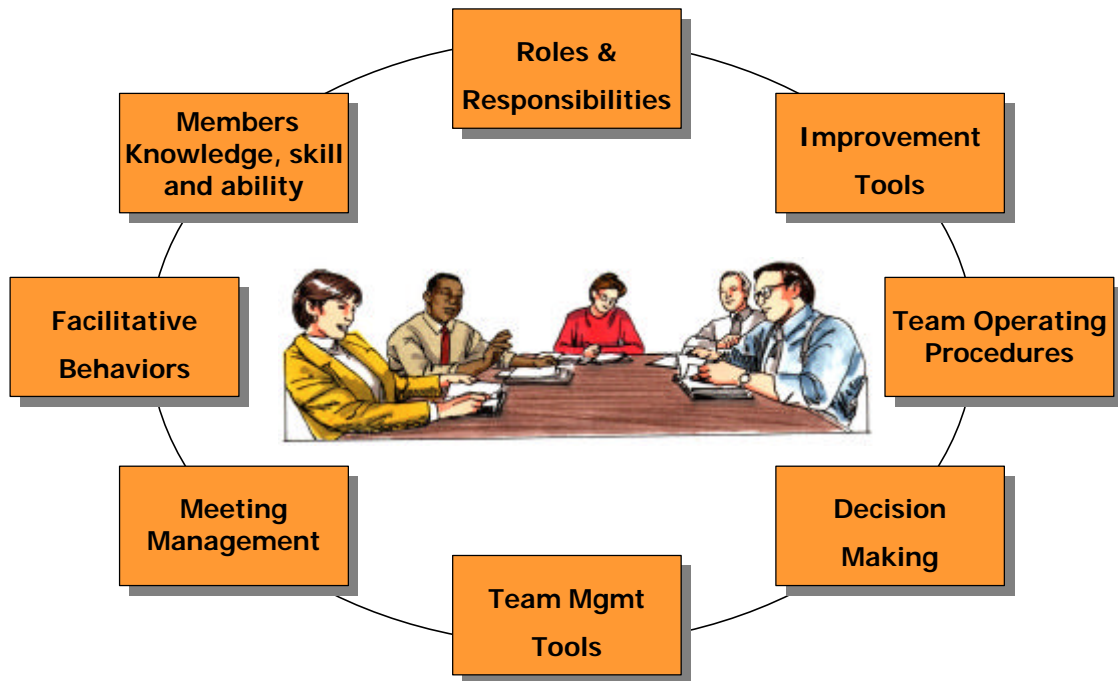 Roles &
Responsibilities
Improvement
Tools
Team Operating
Procedures
Decision
Making
Team Mgmt
Tools
Meeting
Management
Facilitative
Behaviors
Members
Knowledge, skill
and ability